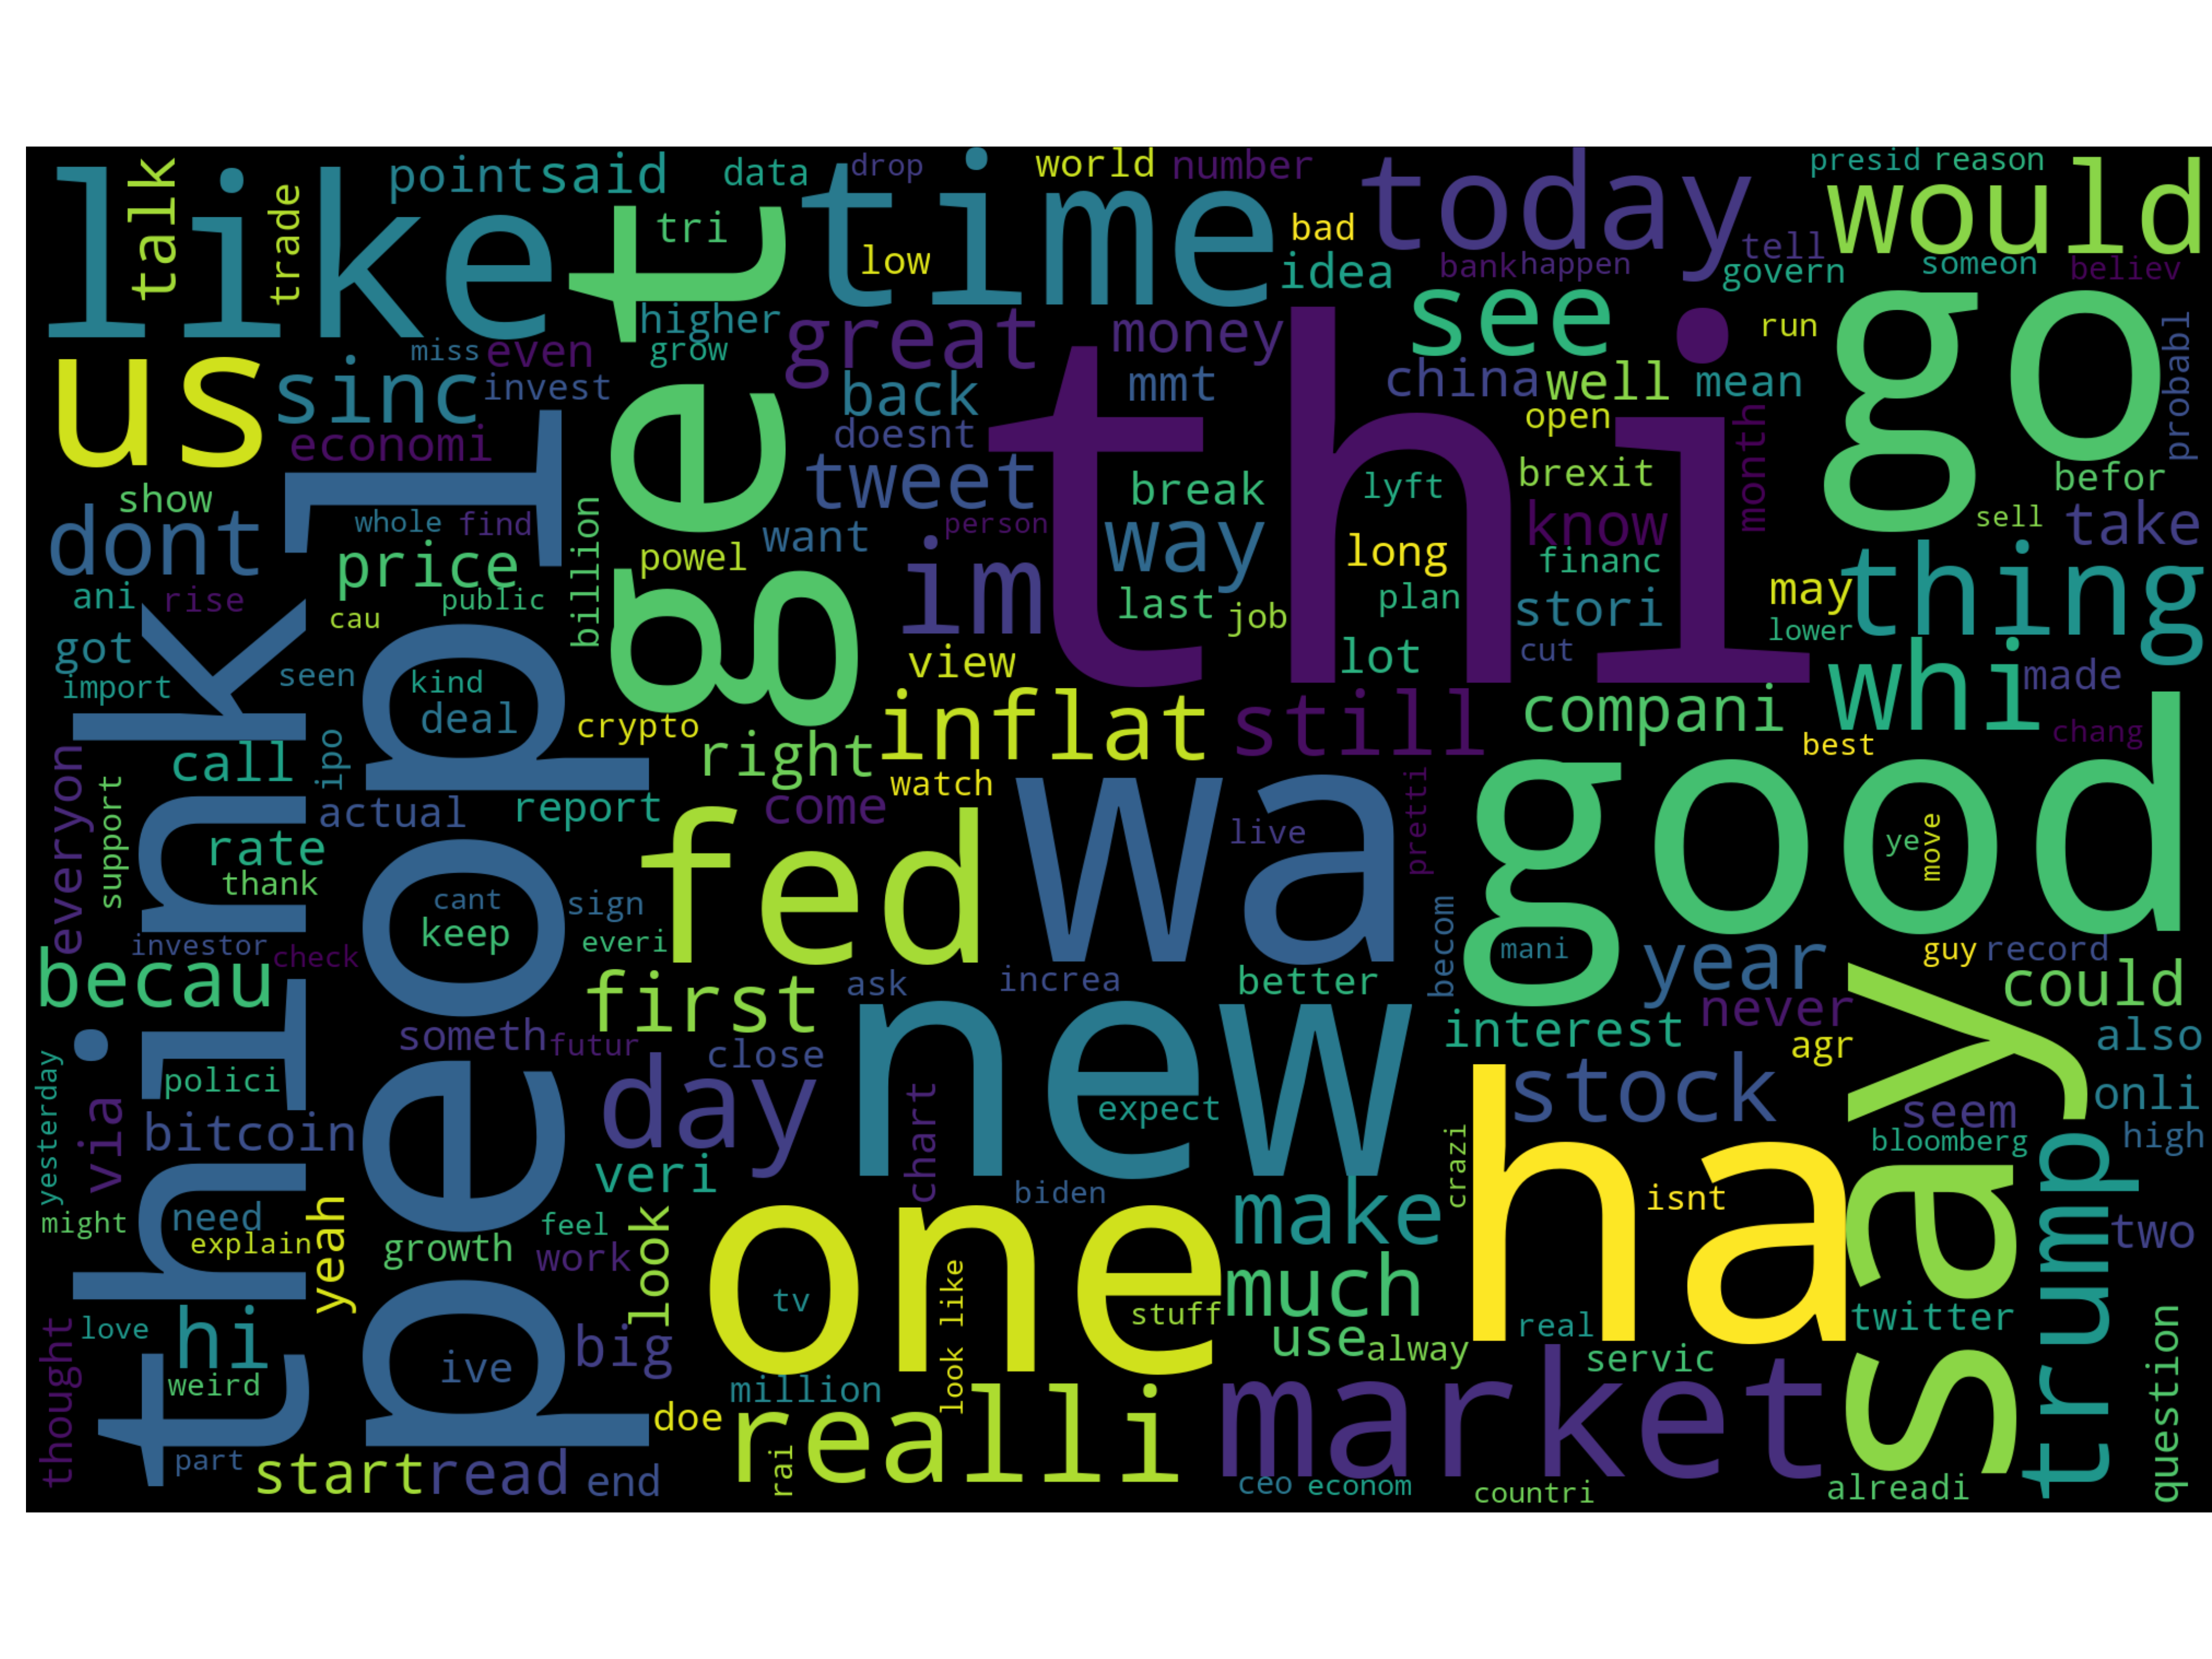 like
talk
trade
point
said
data
drop
time
world
number
today
presid
reason
would
tri
low
bad
idea
bank
happen
tell
govern
someon
believ
get
higher
grow
great
money
see
run
go
probabl
us
sinc
miss
even
invest
economi
back
mmt
china
well
mean
doesnt
open
thi
month
show
dont
whole
find
peopl
price
billion
tweet
want
person
powel
im
break
way
lyft
long
brexit
know
financ
befor
sell
take
ani
rise
cau
public
last
job
plan
stori
may
thing
lower
got
import
seen
kind
deal
view
lot
cut
whi
made
think
crypto
right
inflat
still
compani
best
chang
everyon
support
call
ipo
actual
report
come
watch
fed
wa
live
pretti
good
ye
move
rate
thank
cant
keep
sign
everi
mani
guy
record
investor
check
becau
first
ask
increa
better
becom
year
never
could
someth
futur
close
new
interest
agr
also
yesterday
via
polici
bitcoin
day
chart
expect
stock
seem
onli
bloomberg
high
veri
biden
crazi
ha
isnt
say
trump
two
might
need
explain
yeah
growth
feel
work
look
one
make
much
tv
look like
stuff
use
alway
real
twitter
question
thought
love
hi
weird
ive
big
million
servic
market
part
start
read
end
doe
realli
rai
ceo
econom
countri
alreadi